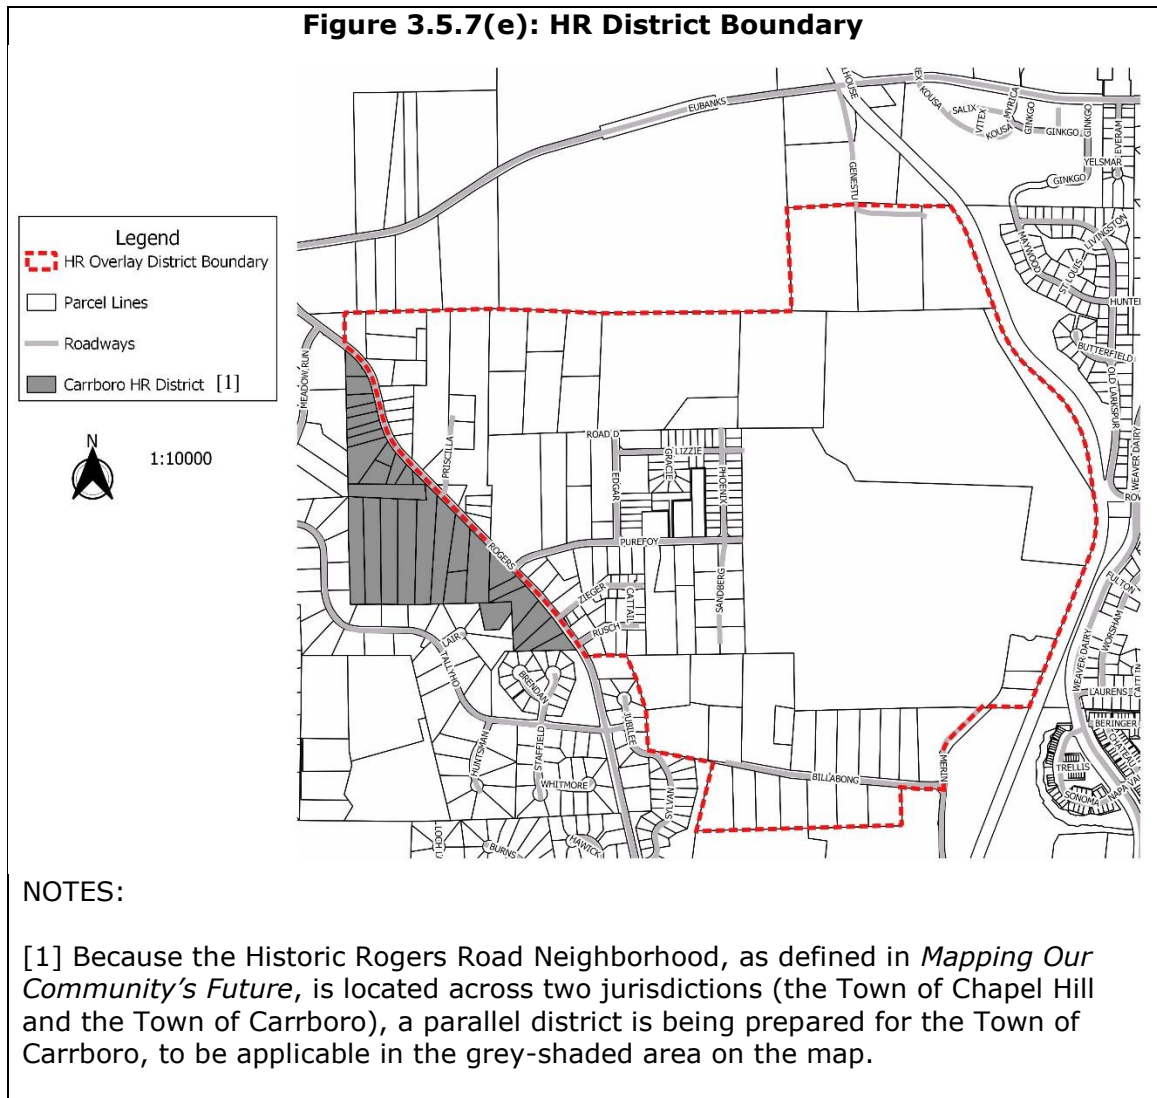 Figure 3.5.7(e): HR District Boundary
Legend
HR Overlay District Boundary
Parcel Lines
Roadways
Carrboro HR District [1]
N
1:10000
EUBANKS
GENESTU
KOUSA
SALIX
VITEX
KOUSA
MYRICA
GINKGO
GINKGO
GINKGO
EVERAM
YELSMAR
GINKGO
MAYWOOD
ST LOUIS
LIVINGSTON
HUNTER
BUTTERFIELD
OLD LARKSPUR
WEAVER DAIRY
MEADOW RUN
PRISCILLA
ROAD D
LIZZIE
GRACIE
EDGAR
PHOENIX
PUREFOY
ROGERS
ZIEGER
CATTAIL
RUSCH
SANDBERG
LAIR
TALLYHO
BRENDAN
STAFFIELD
HUNTSMAN
WHITMORE
JUBILEE
SYLVAN
BILLABONG
MERIN
BURNS
HAWICK
FULTON
WORSHAM
WEAVER DAIRY
LAURENS
CAITLIN
BERINGER
CHATEAU
TRELLIS
SONOMA
NAPA VA
NOTES:
[1] Because the Historic Rogers Road Neighborhood, as defined in Mapping Our
Community’s Future, is located across two jurisdictions (the Town of Chapel Hill
and the Town of Carrboro), a parallel district is being prepared for the Town of
Carrboro, to be applicable in the grey-shaded area on the map.